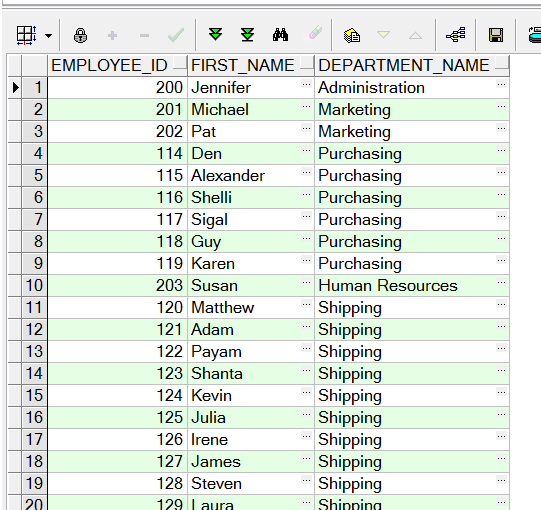 EMPLOYEE_ID FIRST_NAME DEPARTMENT_NAME
1 200 Jennifer Administration
2 201 Michael Marketing
3 202 Pat Marketing
4 114 Den Purchasing
5 115 Alexander Purchasing
6 116 Shelli Purchasing
7 117 Sigal Purchasing
8 118 Guy Purchasing
9 119 Karen Purchasing
10 203 Susan Human Resources
11 120 Matthew Shipping
12 121 Adam Shipping
13 122 Payam Shipping
14 123 Shanta Shipping
15 124 Kevin Shipping
16 125 Julia Shipping
17 126 Irene Shipping
18 127 James Shipping
19 128 Steven Shipping
20 129 Laura Shipping